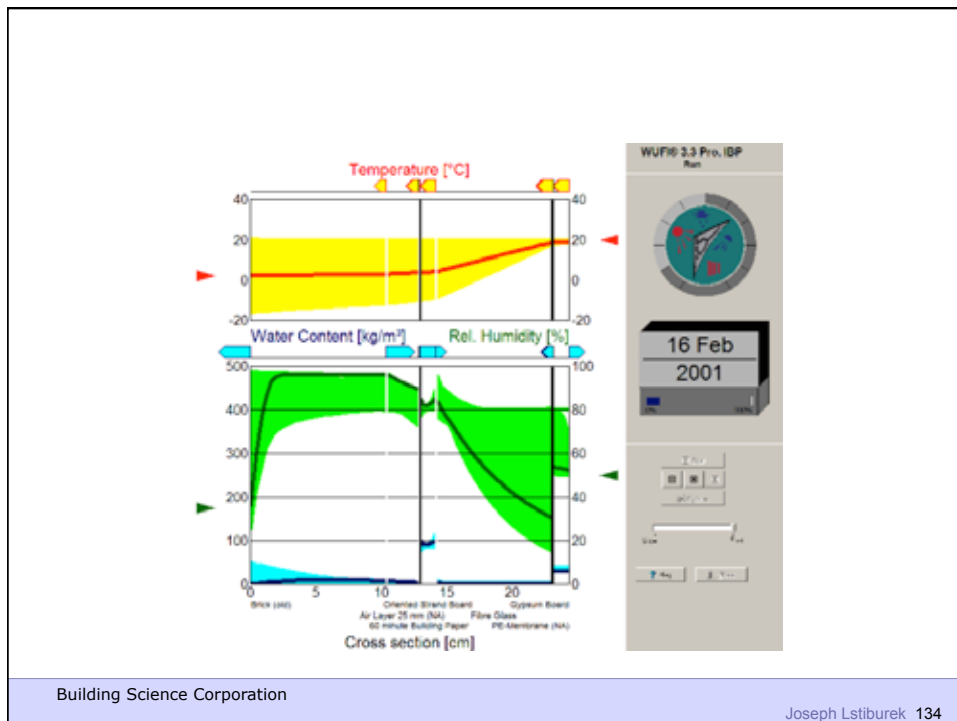 WUFI® 3.3 Pro, IBP
Run
Temperature [°C]
40 40
20 20
0 0
-20 -20
Water Content [kg/m³] Rel. Humidity [%]
500 100
400 80
300 60
200 40
100 20
0 5 10 15 20 0
Brick (old) Oriented Strand Board Gypsum Board
Air Layer 25 mm (NA) Fibre Glass
60 minute Building Paper PE-Membrane (NA)
Cross section [cm]
16 Feb
2001
0% 100%
Building Science Corporation
Joseph Lstiburek 134